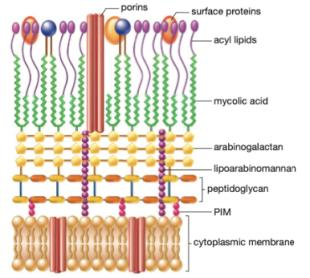 porins
surface proteins
acyl lipids
mycolic acid
arabinogalactan
lipoarabinomannan
peptidoglycan
PIM
cytoplasmic membrane